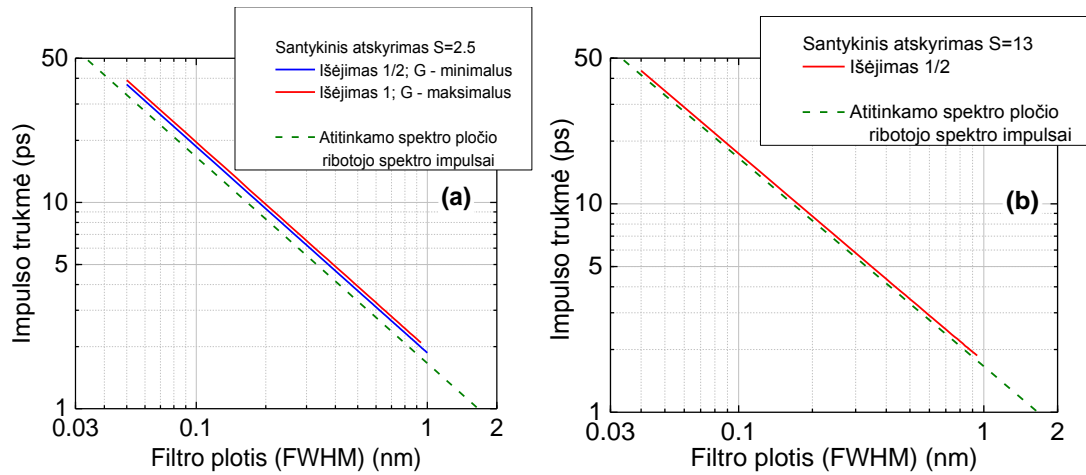 Santykinis atskyrimas S=2.5
Išėjimas 1/2; G - minimalus
Išėjimas 1; G - maksimalus
Atitinkamo spektro pločio
ribotojo spektro impulsai
(a)
50
10
5
1
0.03
0.1
1
2
Impulso trukmė (ps)
Filtro plotis (FWHM) (nm)
Santykinis atskyrimas S=13
Išėjimas 1/2
Atitinkamo spektro pločio
ribotojo spektro impulsai
(b)
50
10
5
1
0.03
0.1
1
2
Impulso trukmė (ps)
Filtro plotis (FWHM) (nm)